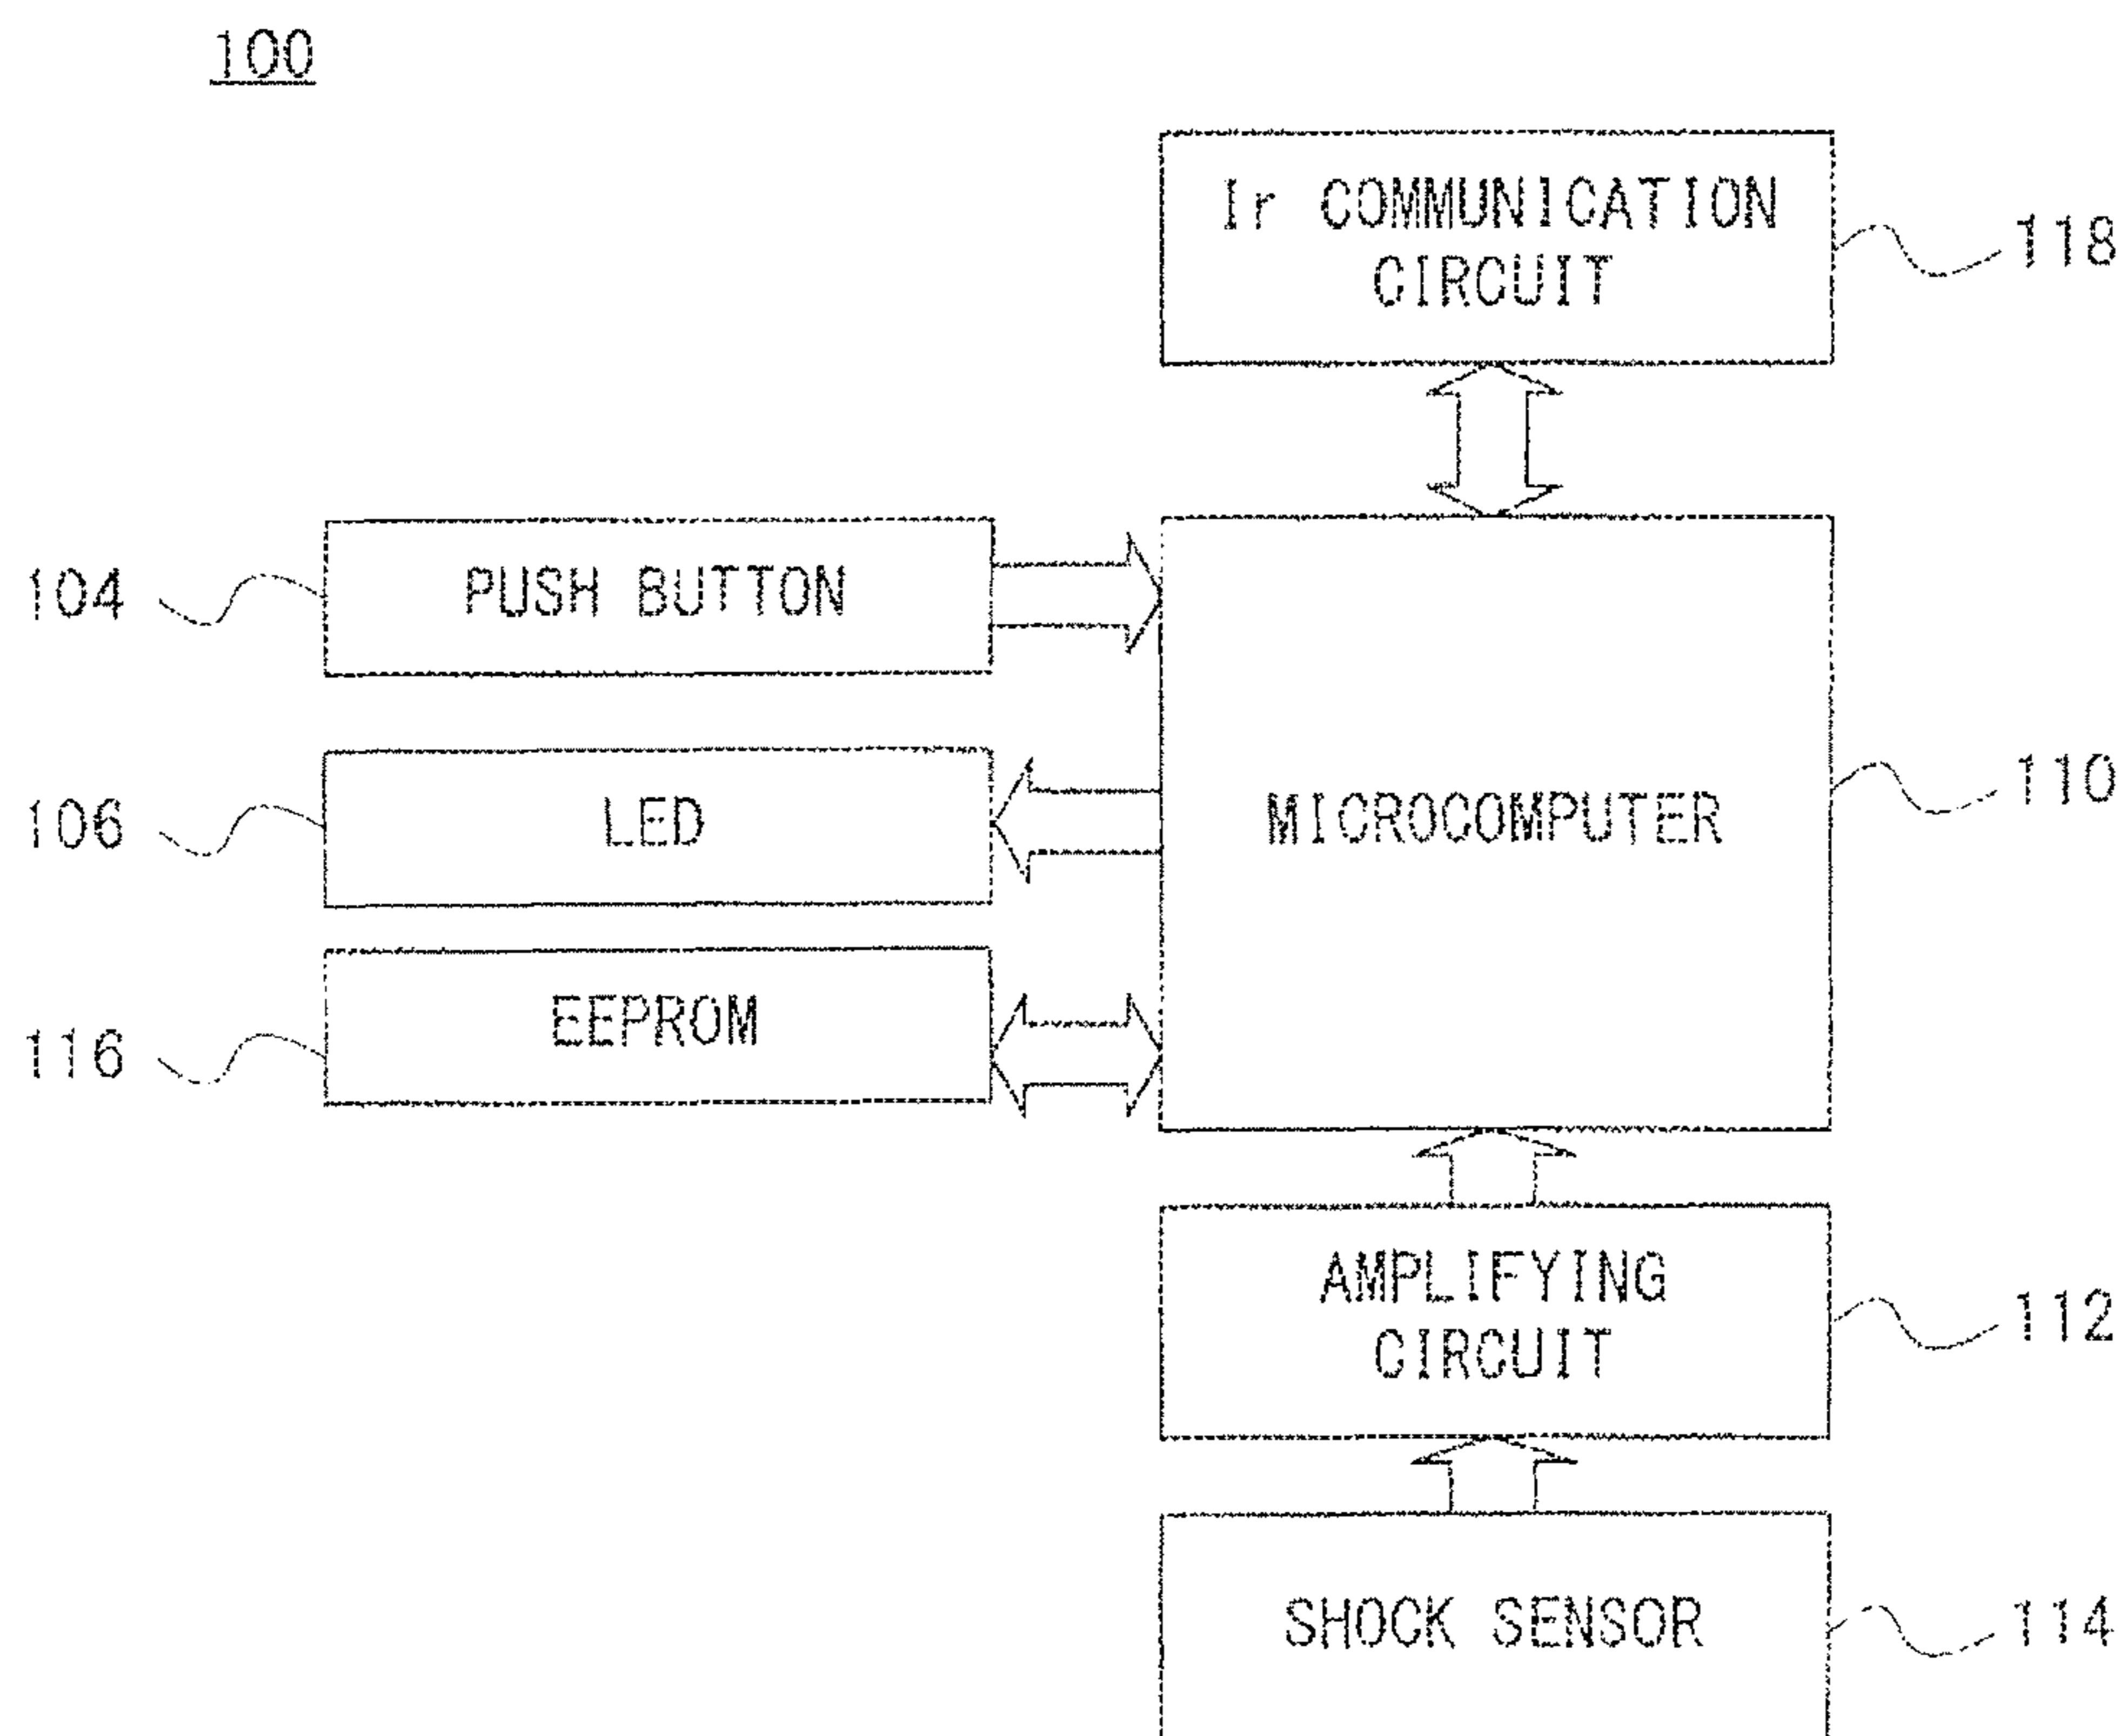 100
Ir COMMUNICATION
CIRCUIT
118
104
PUSH BUTTON
106
LED
MICROCOMPUTER
110
116
EEPROM
AMPLIFYING
CIRCUIT
112
SHOCK SENSOR
114